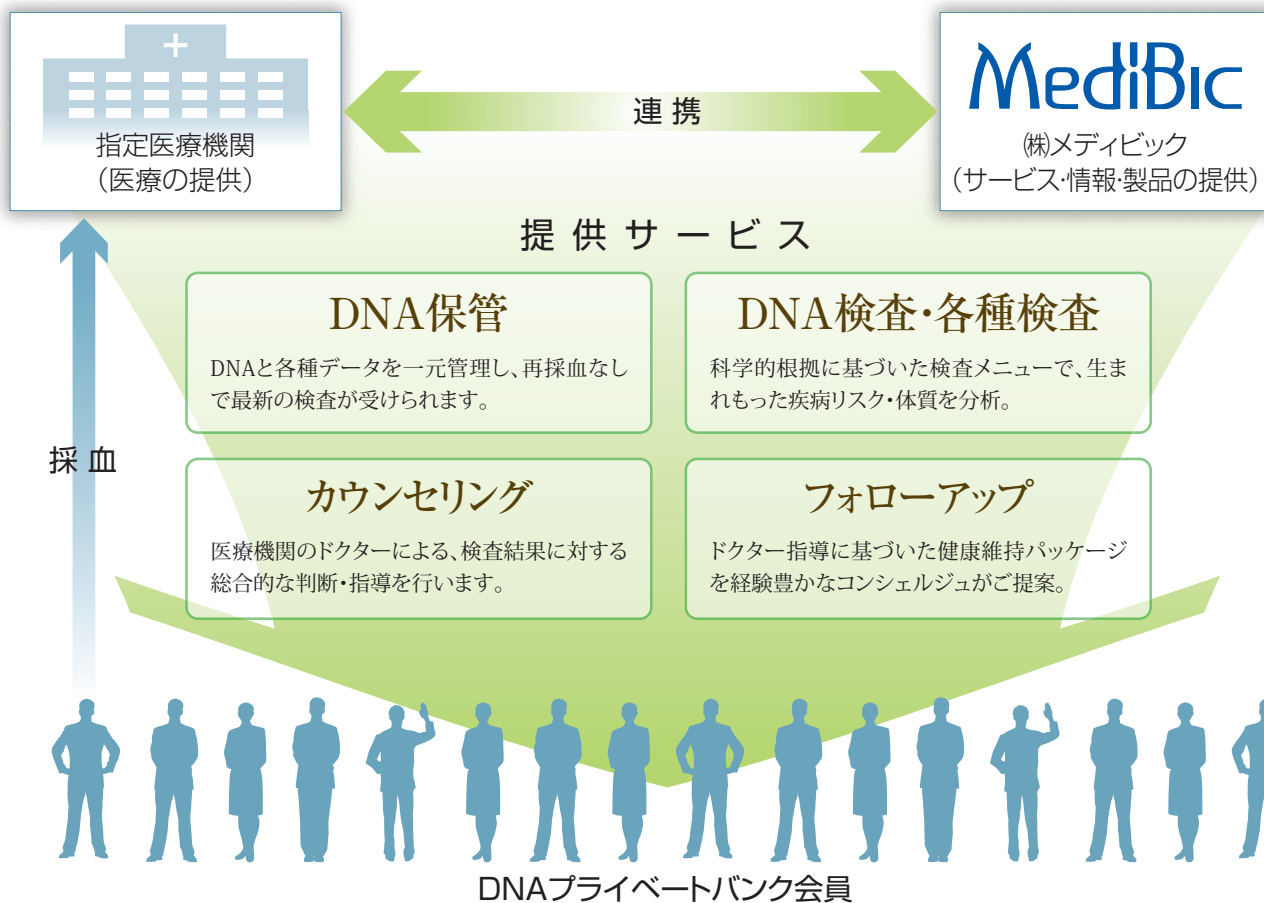 指定医療機関
（医療の提供）
連携
MediBic
㈱メディビック
（サービス・情報・製品の提供）
提供サービス
DNA保管
DNAと各種データを一元管理し、再採血なし
で最新の検査が受けられます。
DNA検査・各種検査
科学的根拠に基づいた検査メニューで、生ま
れもった疾病リスク・体質を分析。
採血
カウンセリング
医療機関のドクターによる、検査結果に対する
総合的な判断・指導を行います。
フォローアップ
ドクター指導に基づいた健康維持パッケージ
を経験豊かなコンシェルジュがご提案。
DNAプライベートバンク会員